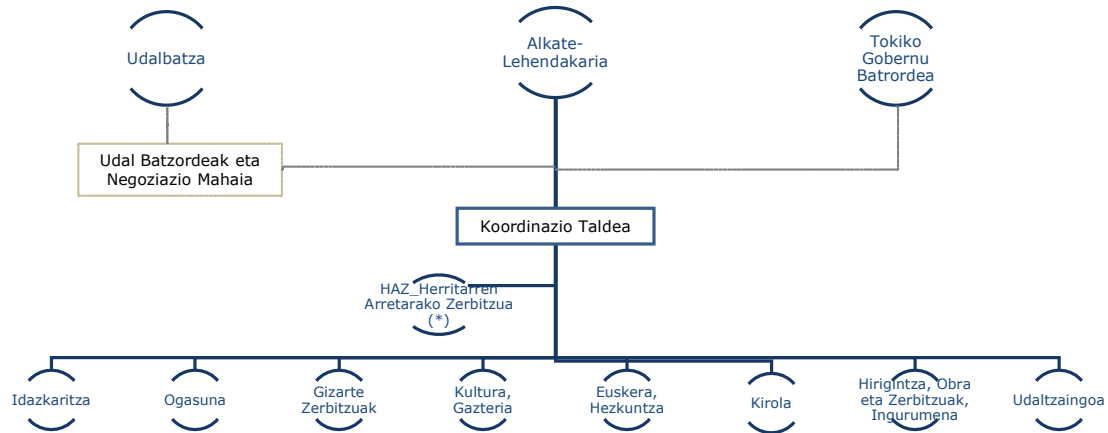 Udalbatza
Alkate-
Lehendakaria
Tokiko
Gobernu
Batrordea
Udal Batzordeak eta
Negoziazio Mahaia
Koordinazio Taldea
HAZ_Herritarren
Arretarako Zerbitzua
(*)
Idazkaritza
Ogasuna
Gizarte
Zerbitzuak
Kultura,
Gazteria
Euskera,
Hezkuntza
Kirola
Hirigintza, Obra
eta Zerbitzuak,
Ingurumena
Udaltzaingoa